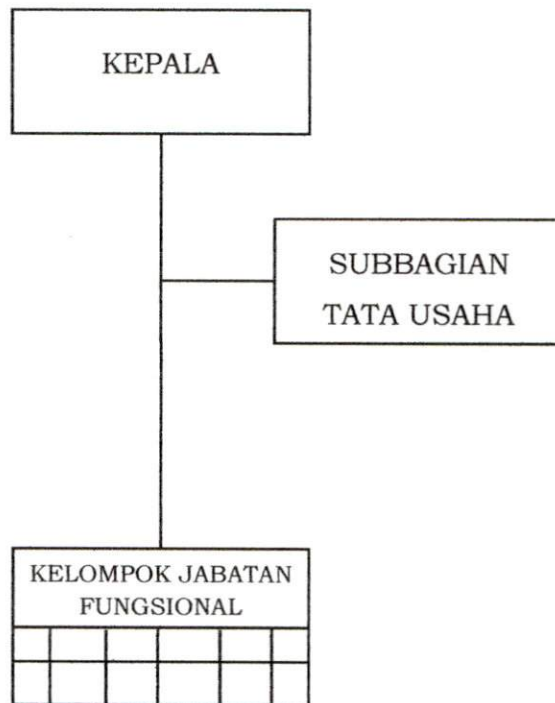 KEPALA
SUBBAGIAN
TATA USAHA
KELOMPOK JABATAN
FUNGSIONAL